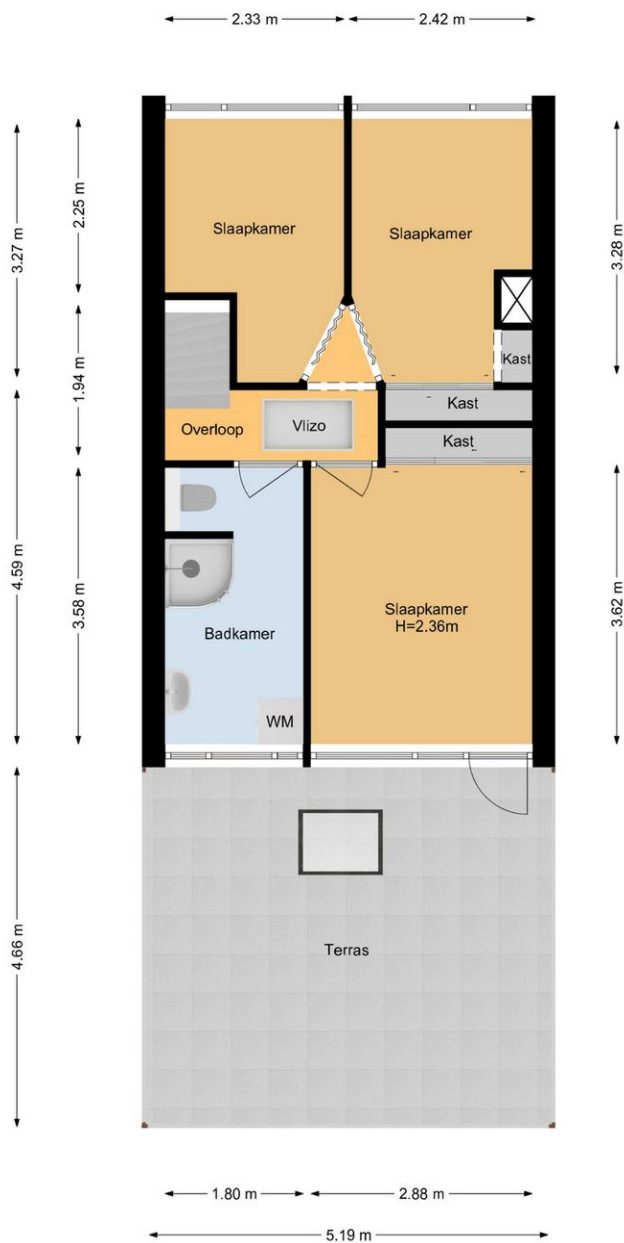 2.33 m
2.42 m
3.27 m
2.25 m
3.28 m
Slaapkamer
Slaapkamer
1.94 m
Kast
Kast
Overloop
Vlizo
Kast
4.59 m
3.58 m
3.62 m
Slaapkamer
H=2.36m
Badkamer
WM
4.66 m
Terras
1.80 m
2.88 m
5.19 m